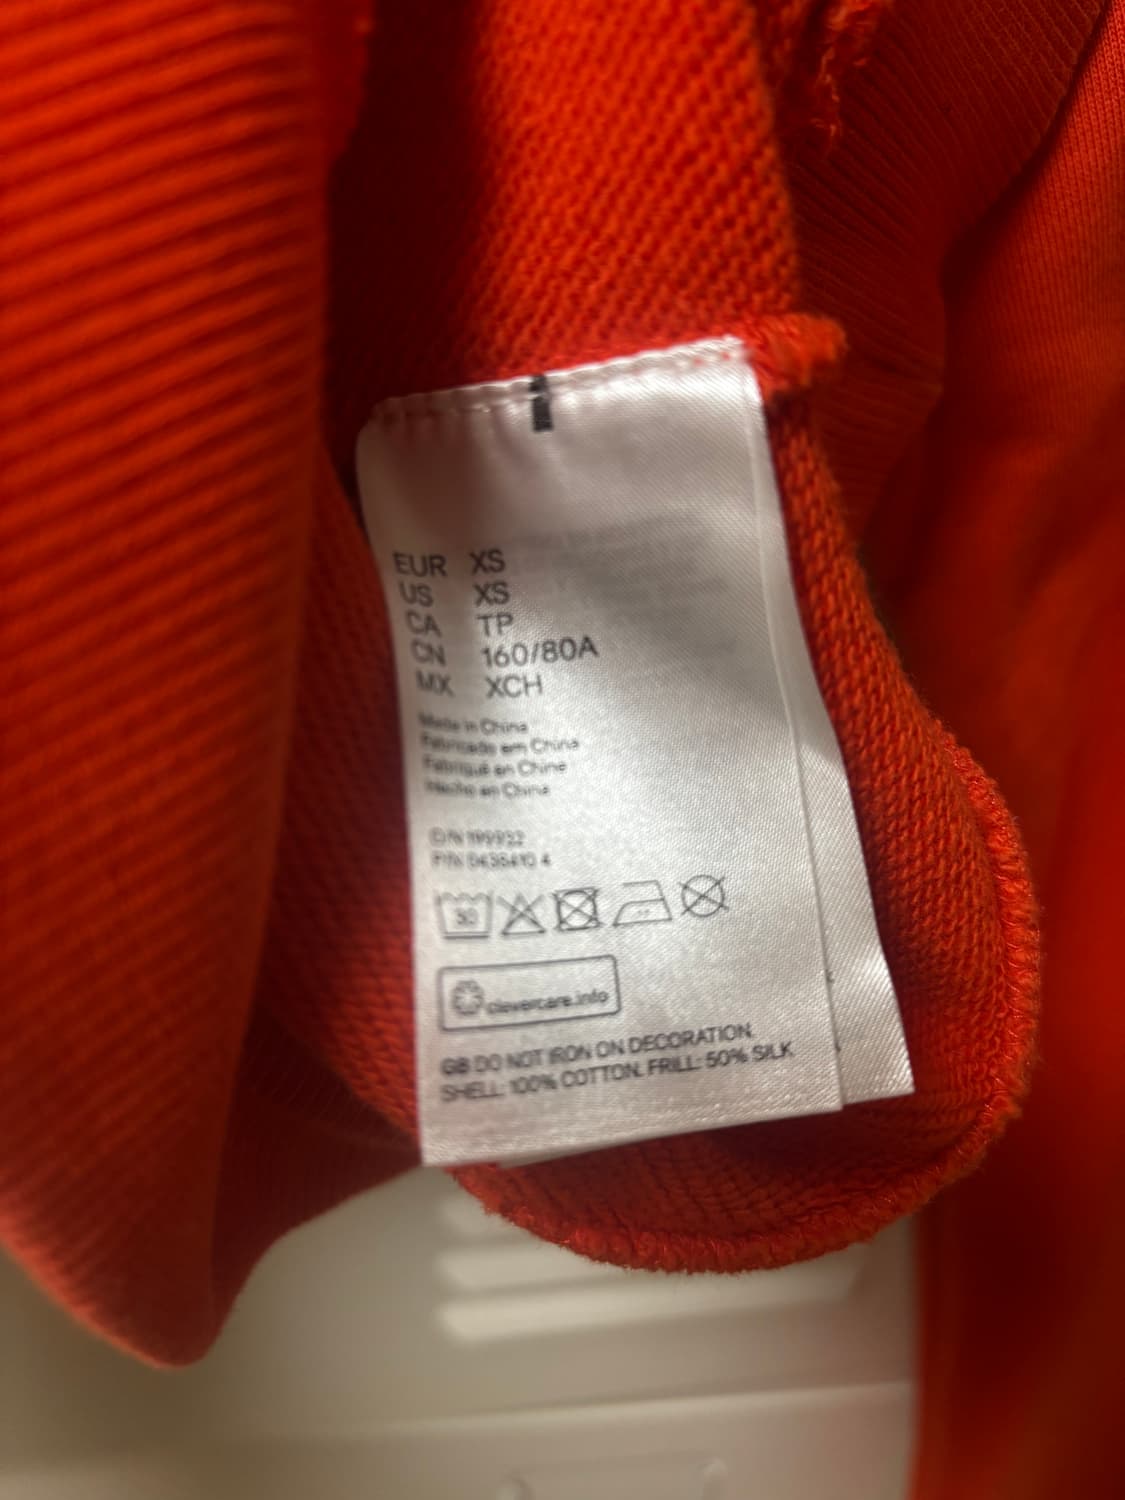 EUR XS
US XS
CA TP
CN 160/80A
MX XCH
Made in China
Fabricado em China
Fabriqué en Chine
Hecho en China
O/N 199922
P/N 0436410 4
30
clevercare.info
GB DO NOT IRON ON DECORATION.
SHELL: 100% COTTON. FRILL: 50% SILK